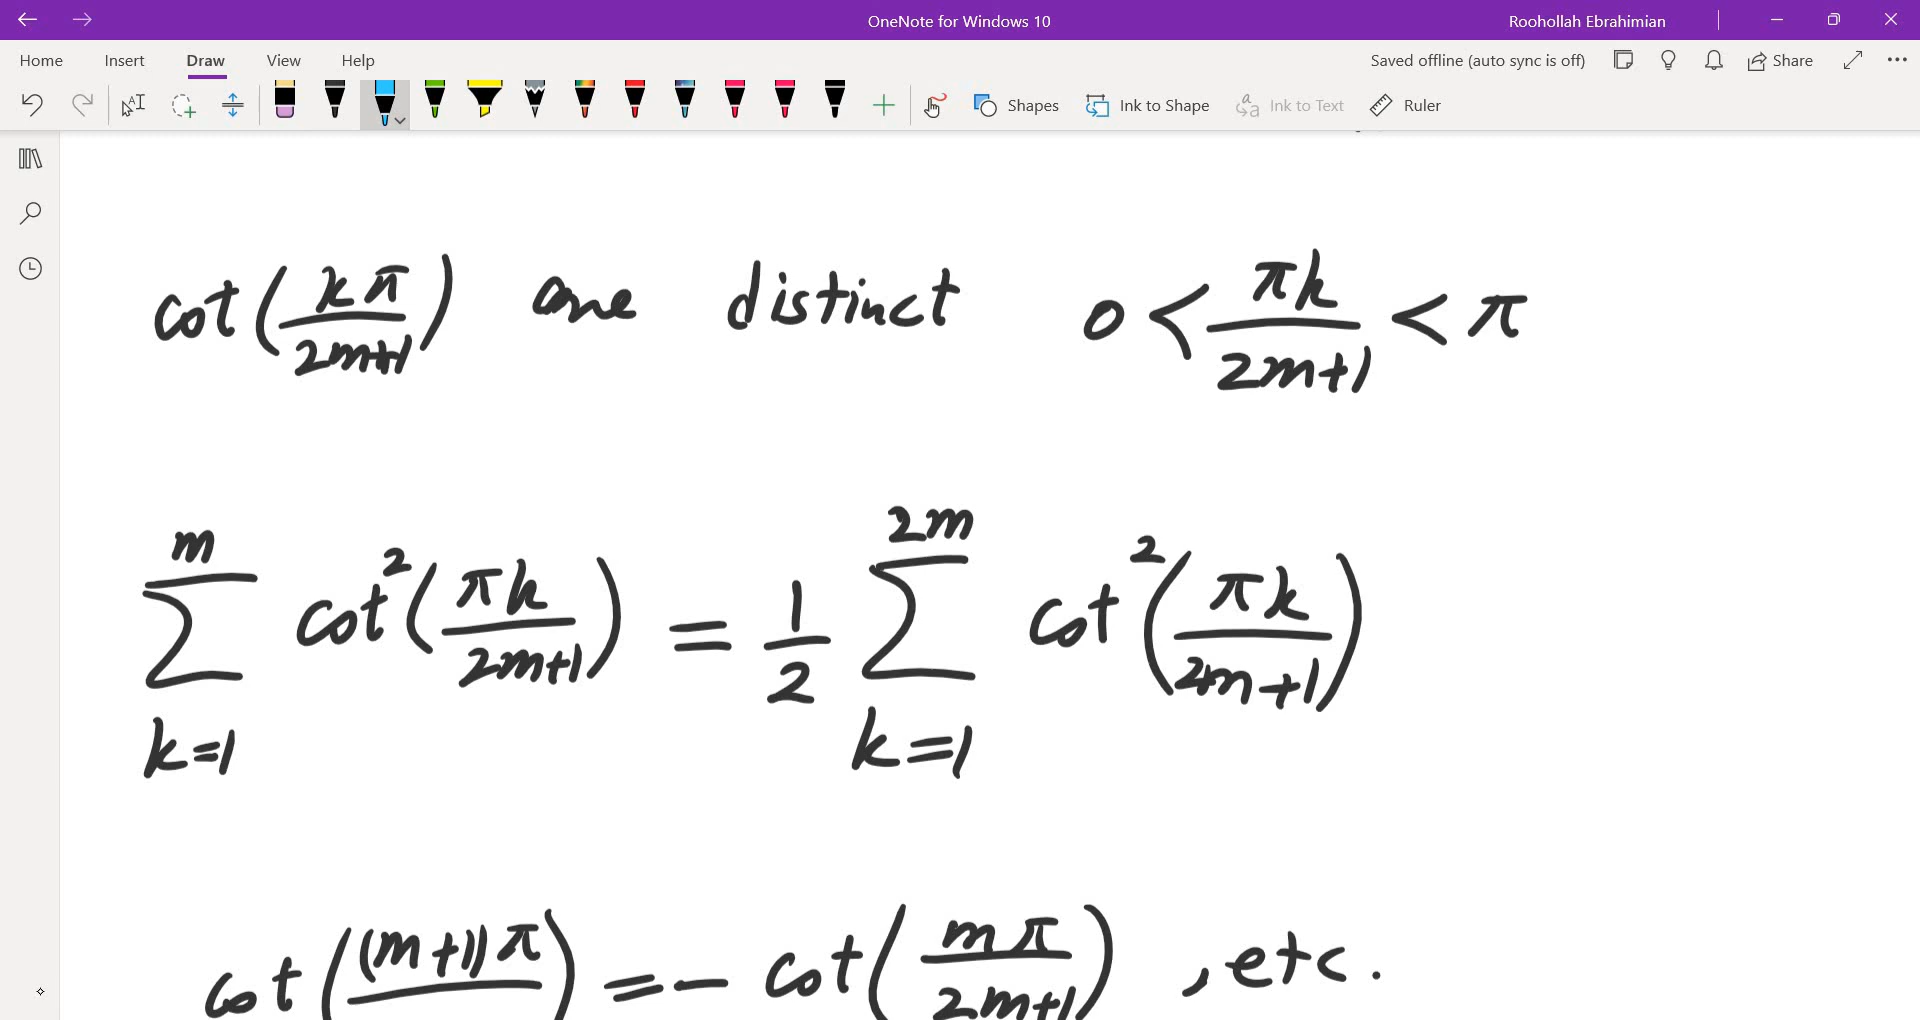 OneNote for Windows 10 Roohollah Ebrahimian
Home Insert Draw View Help Saved offline (auto sync is off) Share
Shapes Ink to Shape Ink to Text Ruler
cot(kπ/(2m+1)) are distinct 0 < πk/(2m+1) < π
∑_{k=1}^{m} cot²(πk/(2m+1)) = 1/2 ∑_{k=1}^{2m} cot²(πk/(2m+1))
cot((m+1)π/ ) = - cot(mπ/(2m+1)), etc.